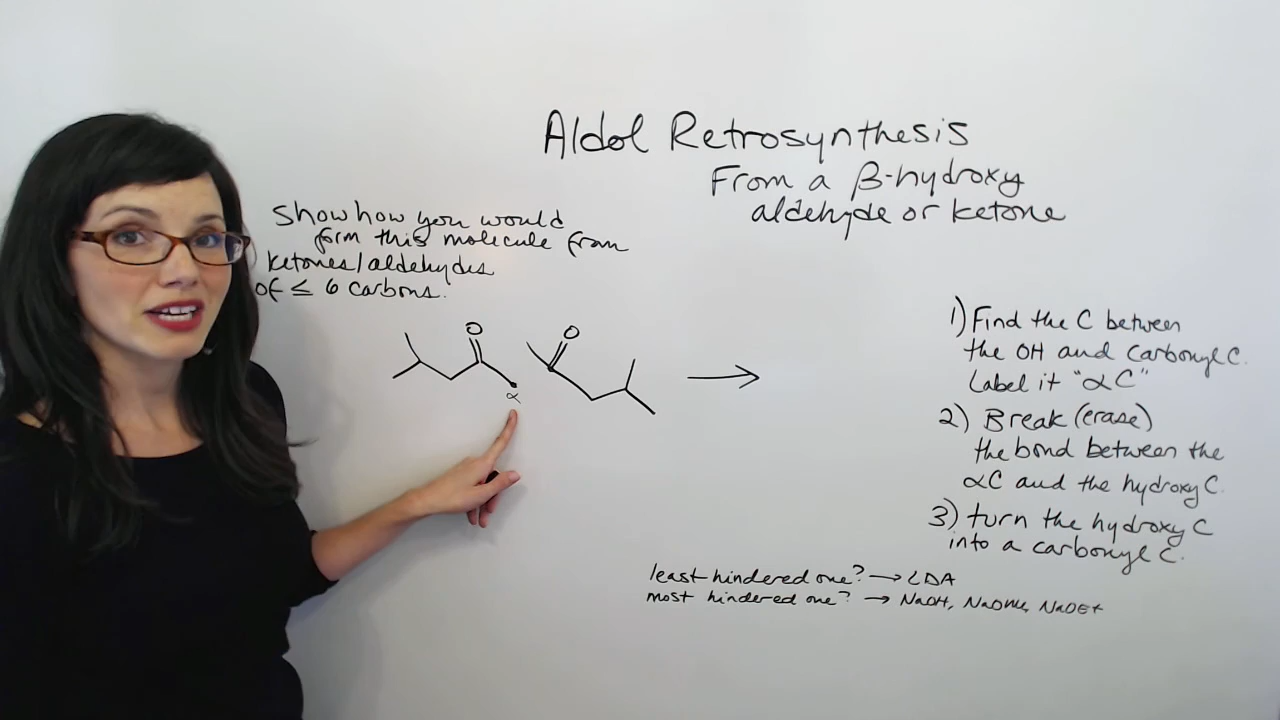 Aldol Retrosynthesis
From a β-hydroxy
aldehyde or ketone
Show how you would
form this molecule from
ketones/aldehydes
of ≤ 6 carbons.
O O
α
1) Find the C between
the OH and carbonyl C.
Label it "αC"
2) Break (erase)
the bond between the
αC and the hydroxy C.
3) turn the hydroxy C
into a carbonyl C.
least hindered one? → LDA
most hindered one? → NaOH, NaOMe, NaOEt